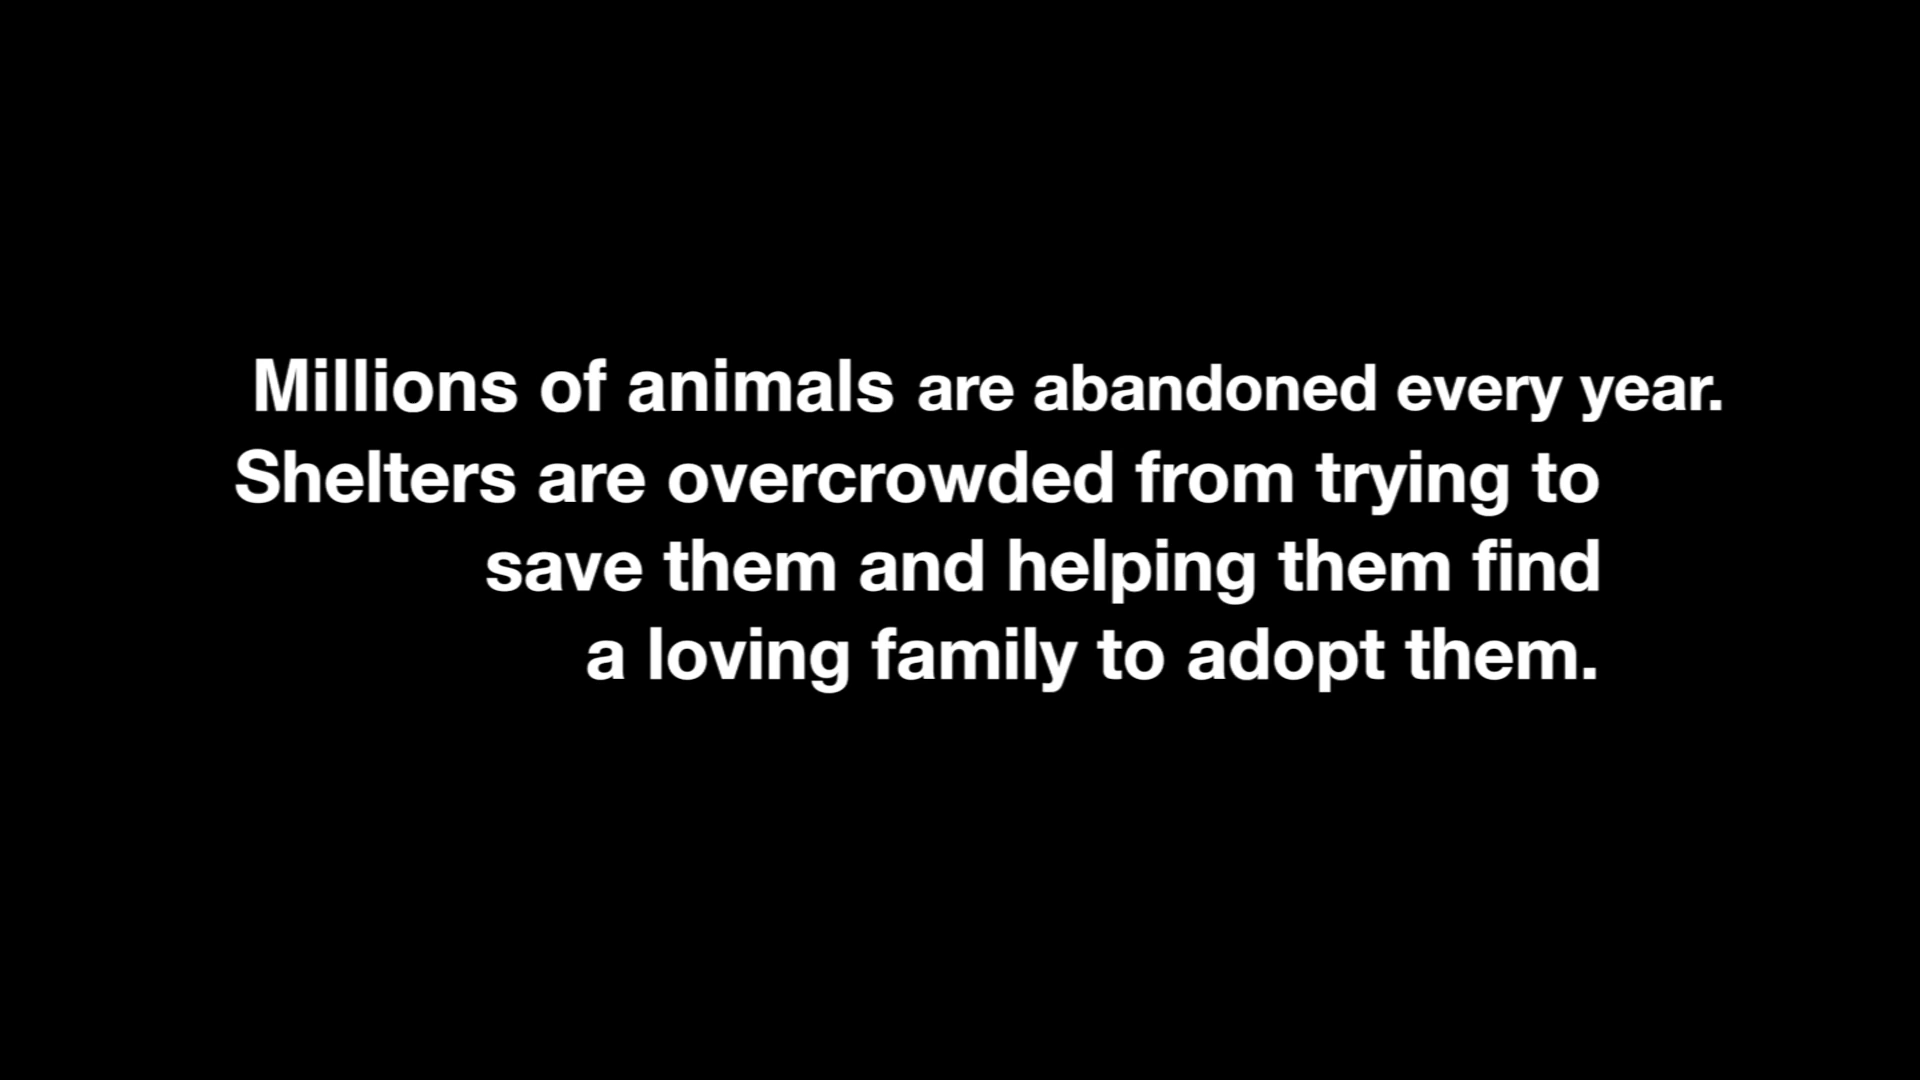 Millions of animals are abandoned every year.
Shelters are overcrowded from trying to
save them and helping them find
a loving family to adopt them.